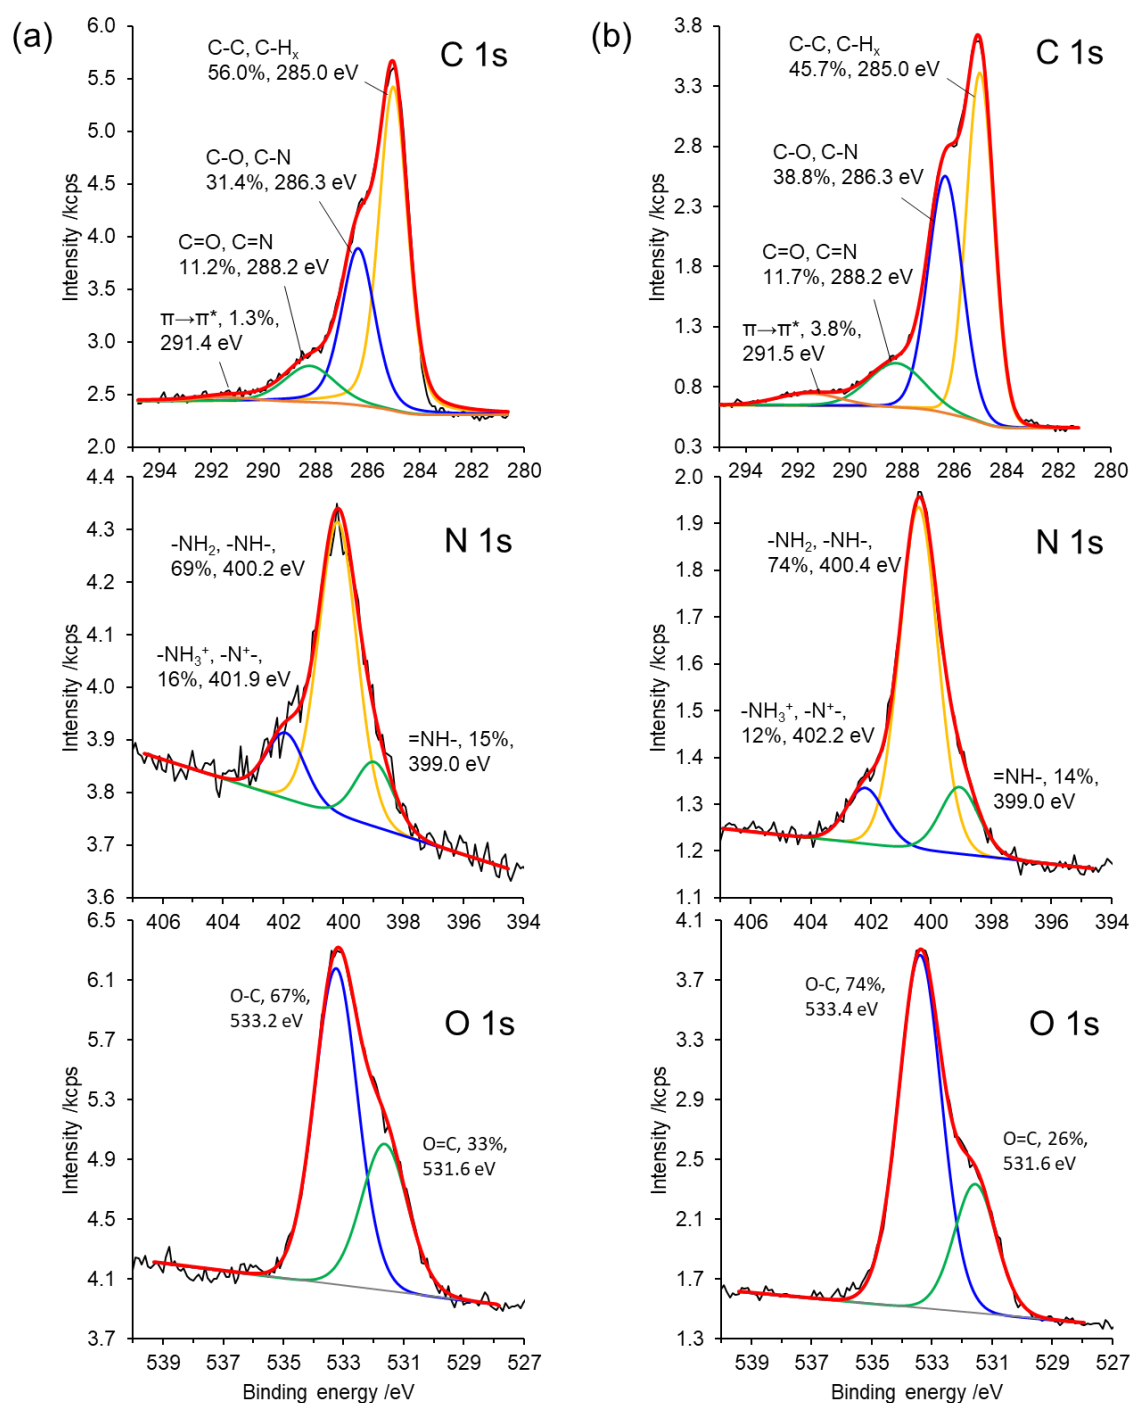 (a)
C 1s
Intensity /kcps
6.0
5.5
5.0
4.5
4.0
3.5
3.0
2.5
2.0
C-C, C-Hx
56.0%, 285.0 eV
C-O, C-N
31.4%, 286.3 eV
C=O, C=N
11.2%, 288.2 eV
π→π*, 1.3%,
291.4 eV
294 292 290 288 286 284 282 280
(b)
C 1s
Intensity /kcps
3.8
3.3
2.8
2.3
1.8
1.3
0.8
0.3
C-C, C-Hx
45.7%, 285.0 eV
C-O, C-N
38.8%, 286.3 eV
C=O, C=N
11.7%, 288.2 eV
π→π*, 3.8%,
291.5 eV
294 292 290 288 286 284 282 280
N 1s
Intensity /kcps
4.4
4.3
4.2
4.1
4.0
3.9
3.8
3.7
3.6
-NH2, -NH-,
69%, 400.2 eV
-NH3+, -N+-,
16%, 401.9 eV
=NH-, 15%,
399.0 eV
406 404 402 400 398 396 394
N 1s
Intensity /kcps
2.0
1.9
1.8
1.7
1.6
1.5
1.4
1.3
1.2
1.1
-NH2, -NH-,
74%, 400.4 eV
-NH3+, -N+-,
12%, 402.2 eV
=NH-, 14%,
399.0 eV
406 404 402 400 398 396 394
O 1s
Intensity /kcps
6.5
6.1
5.7
5.3
4.9
4.5
4.1
3.7
O-C, 67%,
533.2 eV
O=C, 33%,
531.6 eV
539 537 535 533 531 529 527
Binding energy /eV
O 1s
Intensity /kcps
4.1
3.7
3.3
2.9
2.5
2.1
1.7
1.3
O-C, 74%,
533.4 eV
O=C, 26%,
531.6 eV
539 537 535 533 531 529 527
Binding energy /eV